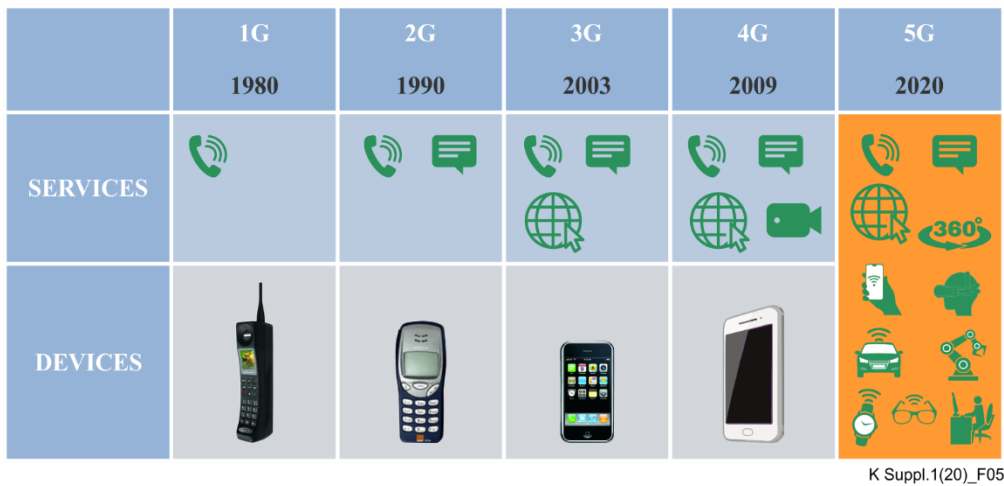 1G
1980
2G
1990
3G
2003
4G
2009
5G
2020
SERVICES
360°
DEVICES
K Suppl.1(20)_F05